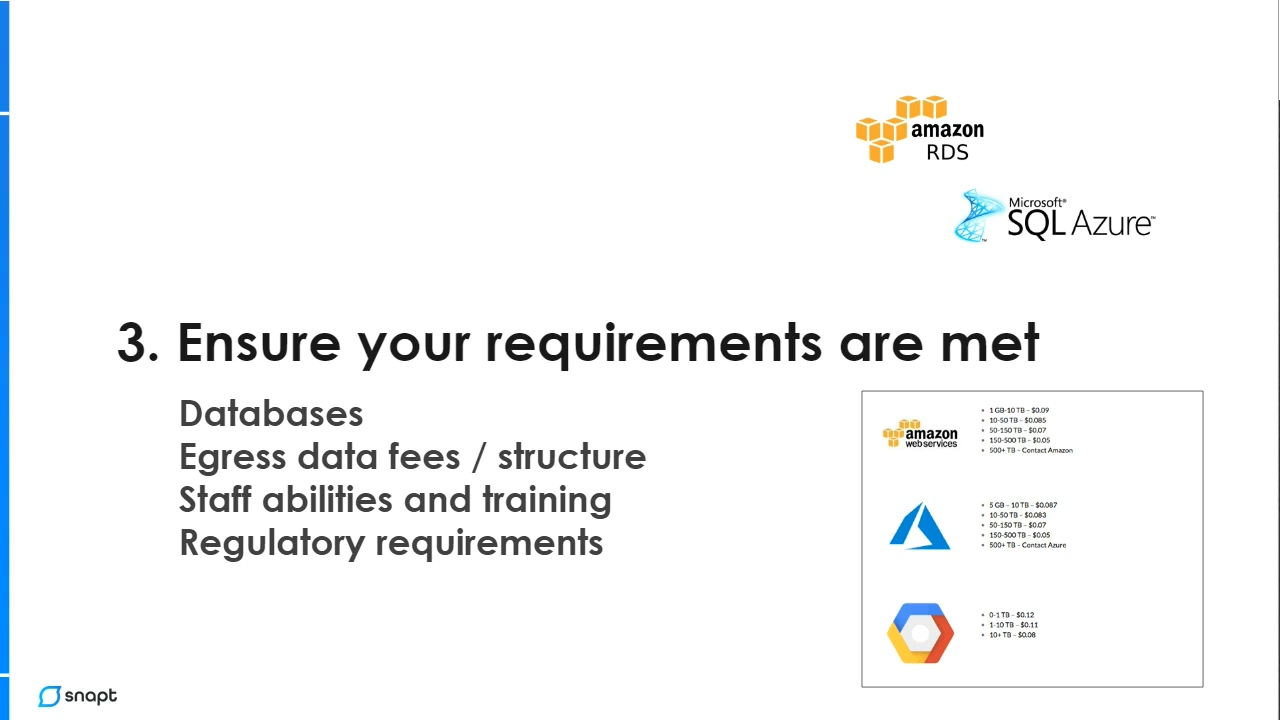 amazon
RDS
Microsoft®
SQL Azure™
3. Ensure your requirements are met
Databases
Egress data fees / structure
Staff abilities and training
Regulatory requirements
amazon
webservices
• 1 GB-10 TB – $0.09
• 10-50 TB – $0.085
• 50-150 TB – $0.07
• 150-500 TB – $0.05
• 500+ TB – Contact Amazon
• 5 GB – 10 TB – $0.087
• 10-50 TB – $0.083
• 50-150 TB – $0.07
• 150-500 TB – $0.05
• 500+ TB – Contact Azure
• 0-1 TB – $0.12
• 1-10 TB – $0.11
• 10+ TB – $0.08
snapt